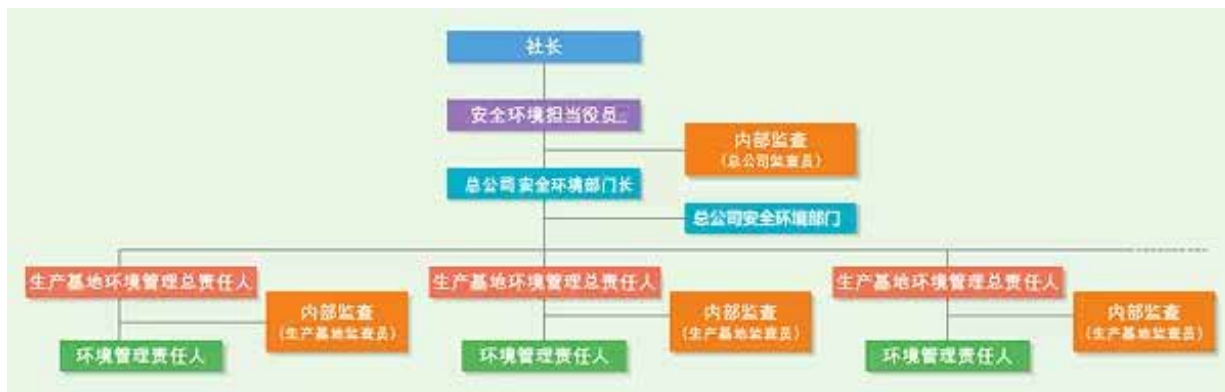 社长
安全环境担当役员
内部监查
(总公司监查员)
总公司安全环境部门长
总公司安全环境部门
生产基地环境管理总责任人
生产基地环境管理总责任人
生产基地环境管理总责任人
内部监查
(生产基地监查员)
内部监查
(生产基地监查员)
内部监查
(生产基地监查员)
环境管理责任人
环境管理责任人
环境管理责任人